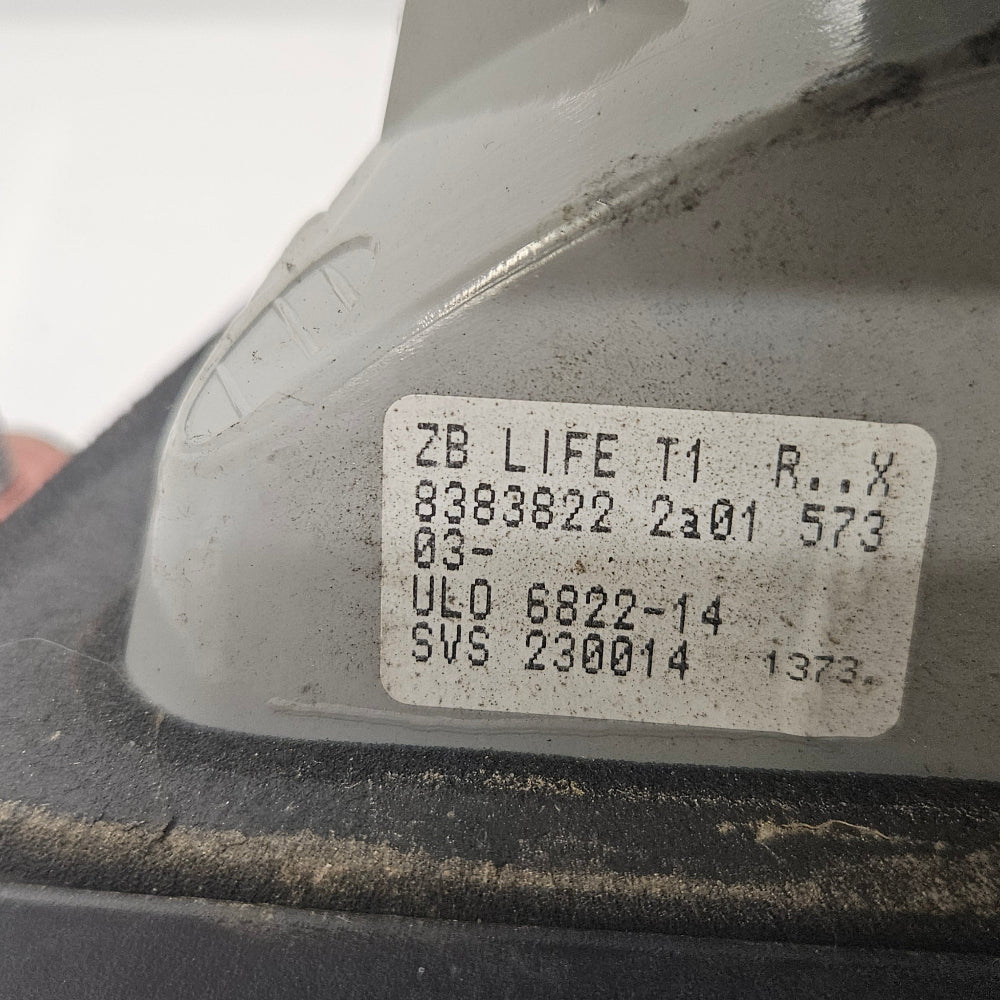 ZB LIFE T1 R..X
8383822 2a01 573
03-
ULO 6822-14
SVS 230014 1373.